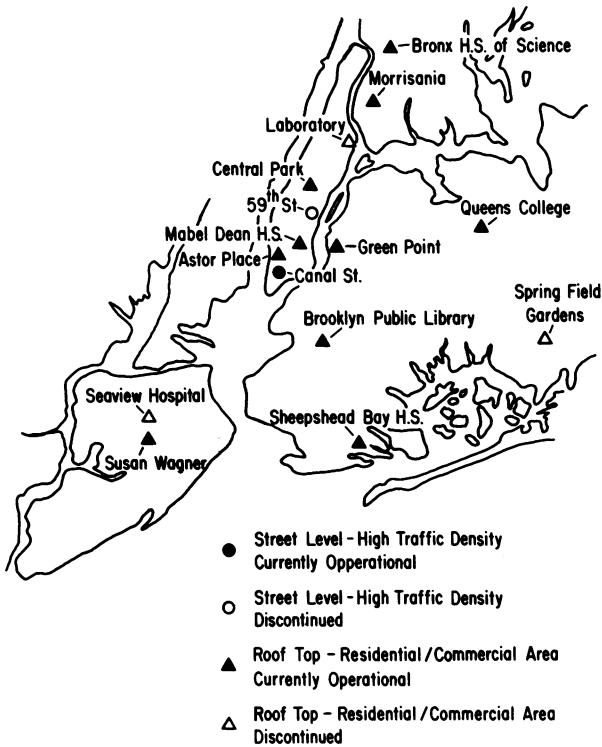 Bronx H.S. of Science
Morrisania
Laboratory
Central Park
59th St.
Queens College
Mabel Dean H.S.
Green Point
Astor Place
Canal St.
Spring Field
Gardens
Brooklyn Public Library
Seaview Hospital
Sheepshead Bay H.S.
Susan Wagner
Street Level - High Traffic Density
Currently Opperational
Street Level - High Traffic Density
Discontinued
Roof Top - Residential / Commercial Area
Currently Operational
Roof Top - Residential / Commercial Area
Discontinued